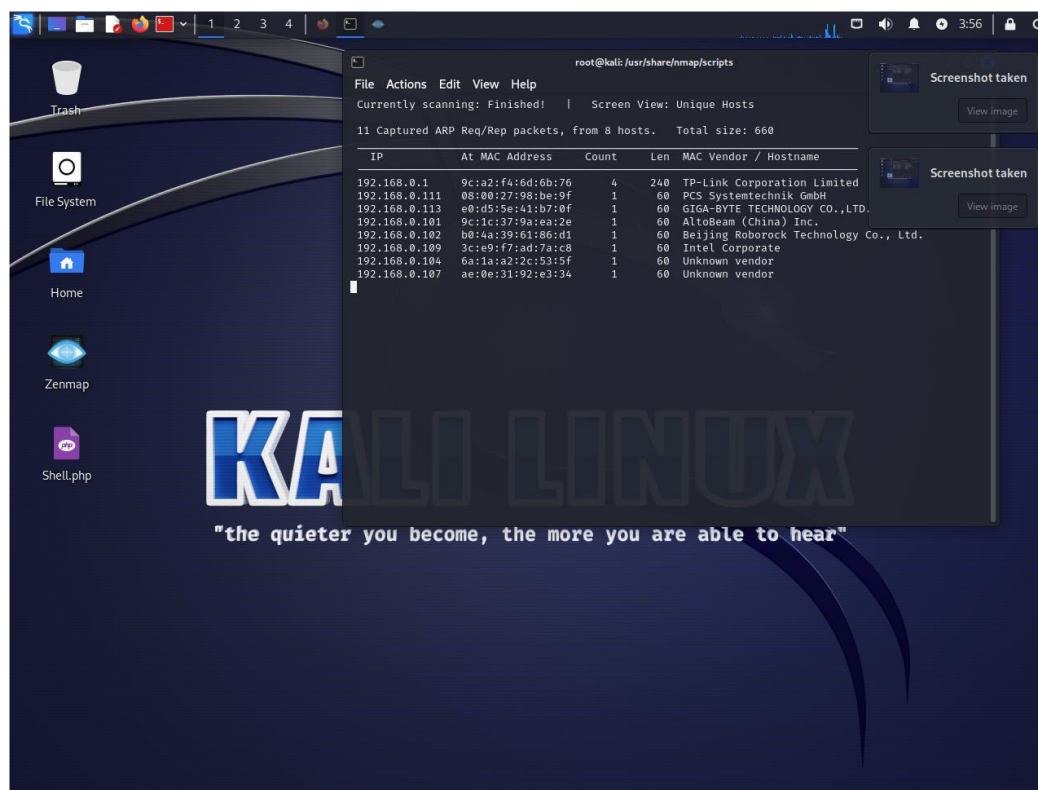 1 2 3 4
3:56
root@kali: /usr/share/nmap/scripts
File Actions Edit View Help
Currently scanning: Finished! | Screen View: Unique Hosts
11 Captured ARP Req/Rep packets, from 8 hosts. Total size: 660
IP At MAC Address Count Len MAC Vendor / Hostname
192.168.0.1 9c:a2:f4:6d:6b:76 4 240 TP-Link Corporation Limited
192.168.0.111 08:00:27:98:be:9f 1 60 PCS Systemtechnik GmbH
192.168.0.113 e0:d5:5e:41:b7:0f 1 60 GIGA-BYTE TECHNOLOGY CO.,LTD.
192.168.0.101 9c:1c:37:9a:ea:2e 1 60 AltoBeam (China) Inc.
192.168.0.102 b0:4a:39:61:86:d1 1 60 Beijing Roborock Technology Co., Ltd.
192.168.0.109 3c:e9:f7:ad:7a:c8 1 60 Intel Corporate
192.168.0.104 6a:1a:a2:2c:53:5f 1 60 Unknown vendor
192.168.0.107 ae:0e:31:92:e3:34 1 60 Unknown vendor
Screenshot taken
View image
Screenshot taken
View image
Trash
File System
Home
Zenmap
php
Shell.php
KALI LINUX
"the quieter you become, the more you are able to hear"